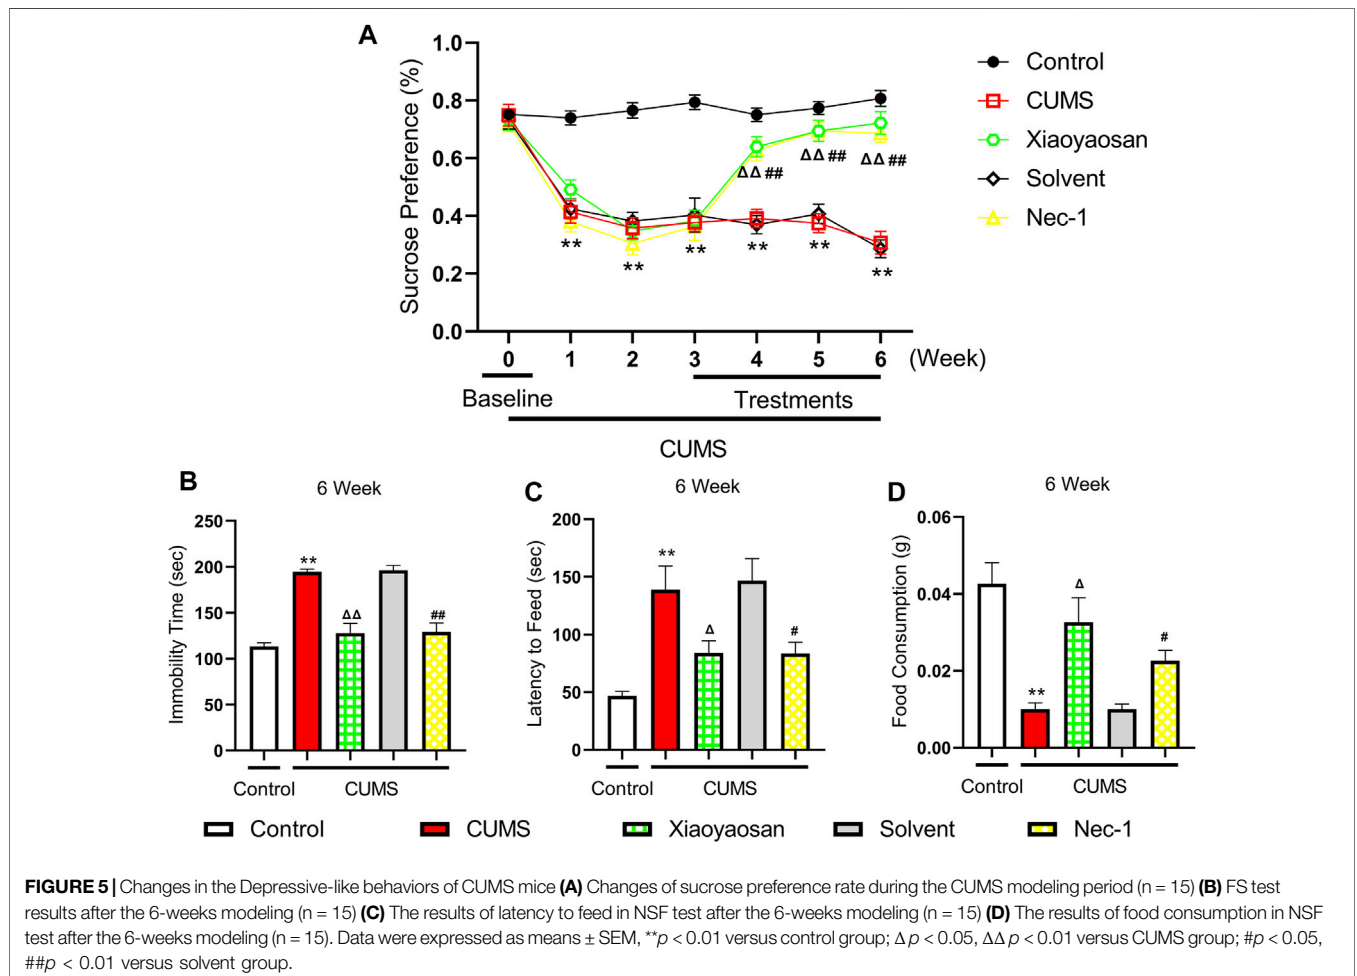 A
Sucrose Preference (%)
1.0
0.8
0.6
0.4
0.2
0.0
ΔΔ ## ΔΔ ## ΔΔ ##
** ** ** ** ** **
0 1 2 3 4 5 6 (Week)
Baseline Trestments
CUMS
Control
CUMS
Xiaoyaosan
Solvent
Nec-1
B
6 Week
Immobility Time (sec)
250
200
150
100
50
0
** ΔΔ ##
Control CUMS
C
6 Week
Latency to Feed (sec)
200
150
100
50
0
** Δ #
Control CUMS
D
6 Week
Food Consumption (g)
0.06
0.04
0.02
0.00
** Δ #
Control CUMS
Control CUMS Xiaoyaosan Solvent Nec-1
FIGURE 5 | Changes in the Depressive-like behaviors of CUMS mice (A) Changes of sucrose preference rate during the CUMS modeling period (n = 15) (B) FS test
results after the 6-weeks modeling (n = 15) (C) The results of latency to feed in NSF test after the 6-weeks modeling (n = 15) (D) The results of food consumption in NSF
test after the 6-weeks modeling (n = 15). Data were expressed as means ± SEM, **p < 0.01 versus control group; Δ p < 0.05, ΔΔ p < 0.01 versus CUMS group; #p < 0.05,
##p < 0.01 versus solvent group.